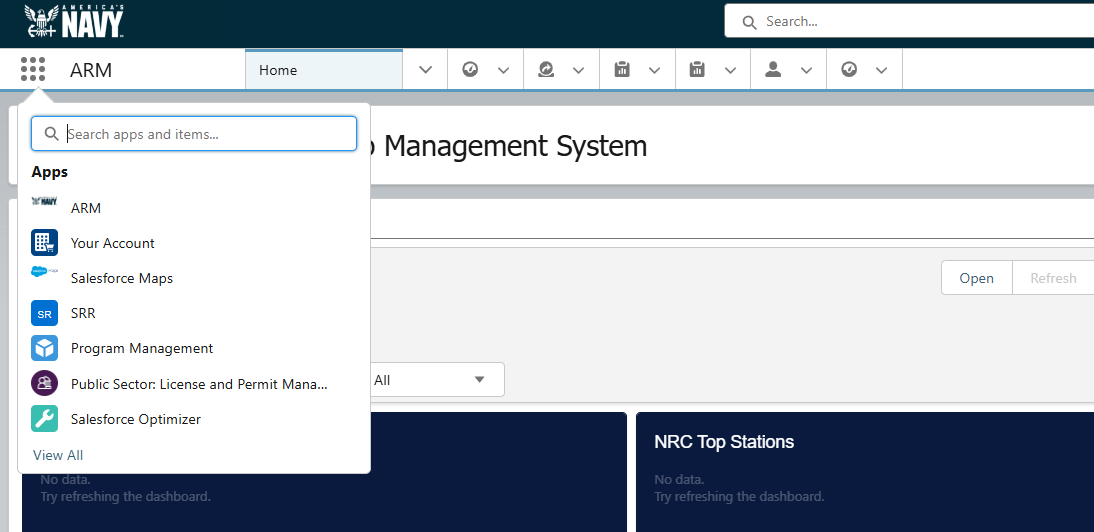 AMERICA'S
NAVY
Search...
ARM
Home
Search apps and items...
Management System
Apps
NAVY
ARM
Your Account
Salesforce Maps
SR
SRR
Open
Refresh
Program Management
Public Sector: License and Permit Mana...
All
Salesforce Optimizer
View All
NRC Top Stations
No data.
Try refreshing the dashboard.
No data.
Try refreshing the dashboard.